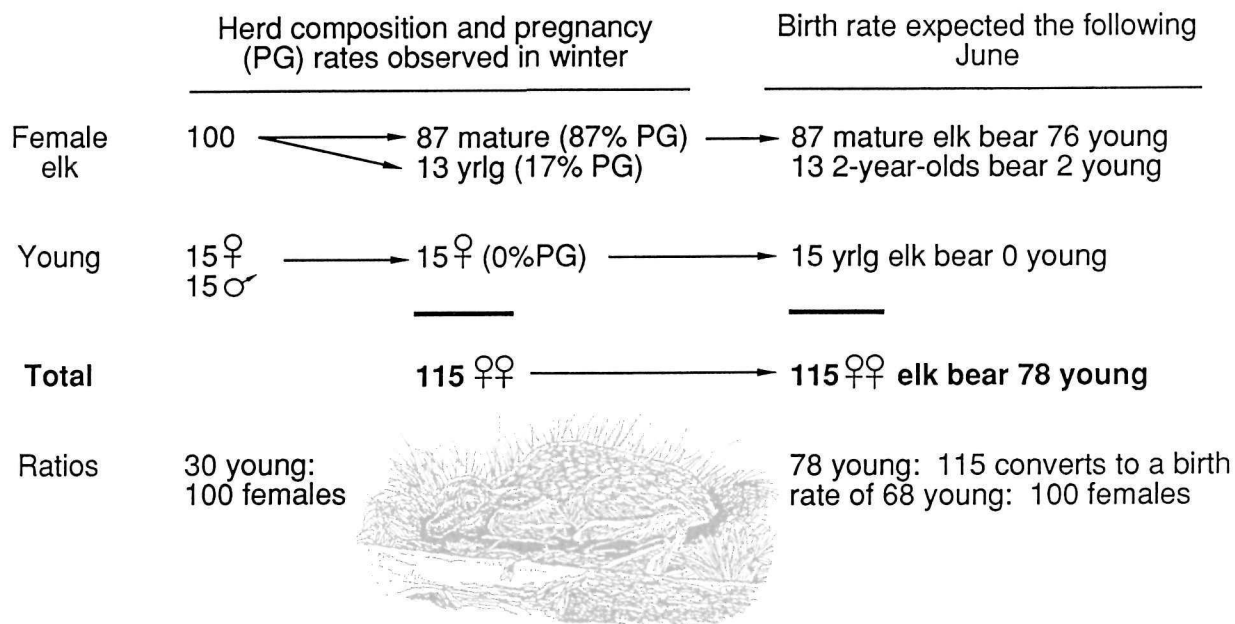 Herd composition and pregnancy
(PG) rates observed in winter
Birth rate expected the following
June
Female
elk
100
87 mature (87% PG)
13 yrlg (17% PG)
87 mature elk bear 76 young
13 2-year-olds bear 2 young
Young
15♀
15♂
15♀ (0%PG)
15 yrlg elk bear 0 young
Total
115 ♀♀
115♀♀ elk bear 78 young
Ratios
30 young:
100 females
78 young: 115 converts to a birth
rate of 68 young: 100 females